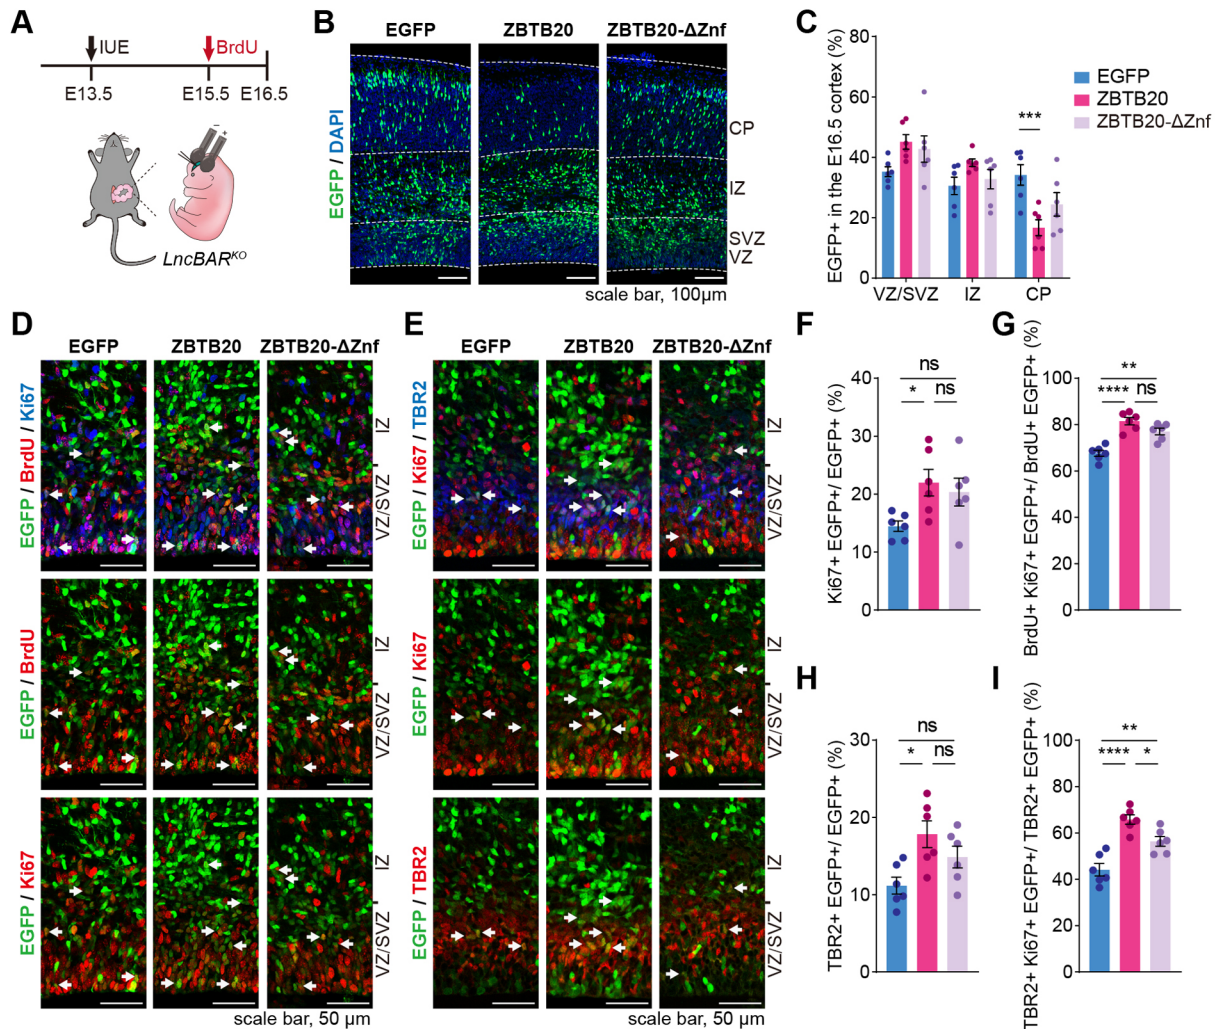 A
IUE
BrdU
E13.5
E15.5
E16.5
- +
LncBAR^KO
B
EGFP
ZBTB20
ZBTB20-ΔZnf
EGFP / DAPI
CP
IZ
SVZ
VZ
scale bar, 100μm
C
EGFP+ in the E16.5 cortex (%)
80
60
40
20
0
***
VZ/SVZ
IZ
CP
EGFP
ZBTB20
ZBTB20-ΔZnf
D
EGFP
ZBTB20
ZBTB20-ΔZnf
EGFP / BrdU / Ki67
IZ
VZ/SVZ
EGFP / BrdU
IZ
VZ/SVZ
EGFP / Ki67
IZ
VZ/SVZ
scale bar, 50 μm
E
EGFP
ZBTB20
ZBTB20-ΔZnf
EGFP / Ki67 / TBR2
IZ
VZ/SVZ
EGFP / Ki67
IZ
VZ/SVZ
EGFP / TBR2
IZ
VZ/SVZ
scale bar, 50 μm
F
Ki67+ EGFP+/ EGFP+ (%)
40
30
20
10
0
ns
* ns
G
BrdU+ Ki67+ EGFP+/ BrdU+ EGFP+ (%)
100
80
60
40
20
0
**
**** ns
H
TBR2+ EGFP+/ EGFP+ (%)
30
20
10
0
ns
* ns
I
TBR2+ Ki67+ EGFP+/ TBR2+ EGFP+ (%)
100
80
60
40
20
0
**
**** *